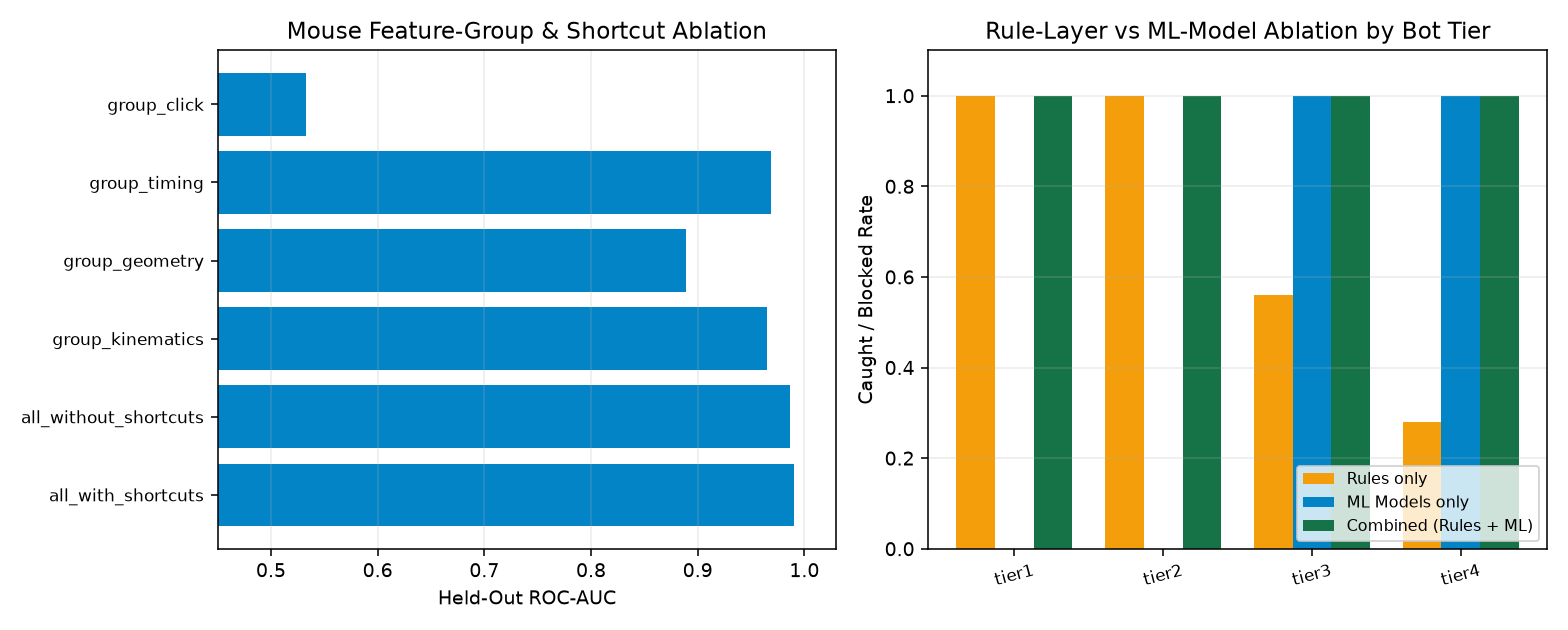 Mouse Feature-Group & Shortcut Ablation
group_click
group_timing
group_geometry
group_kinematics
all_without_shortcuts
all_with_shortcuts
0.5 0.6 0.7 0.8 0.9 1.0
Held-Out ROC-AUC
Rule-Layer vs ML-Model Ablation by Bot Tier
Caught / Blocked Rate
1.0
0.8
0.6
0.4
0.2
0.0
Rules only
ML Models only
Combined (Rules + ML)
tier1 tier2 tier3 tier4